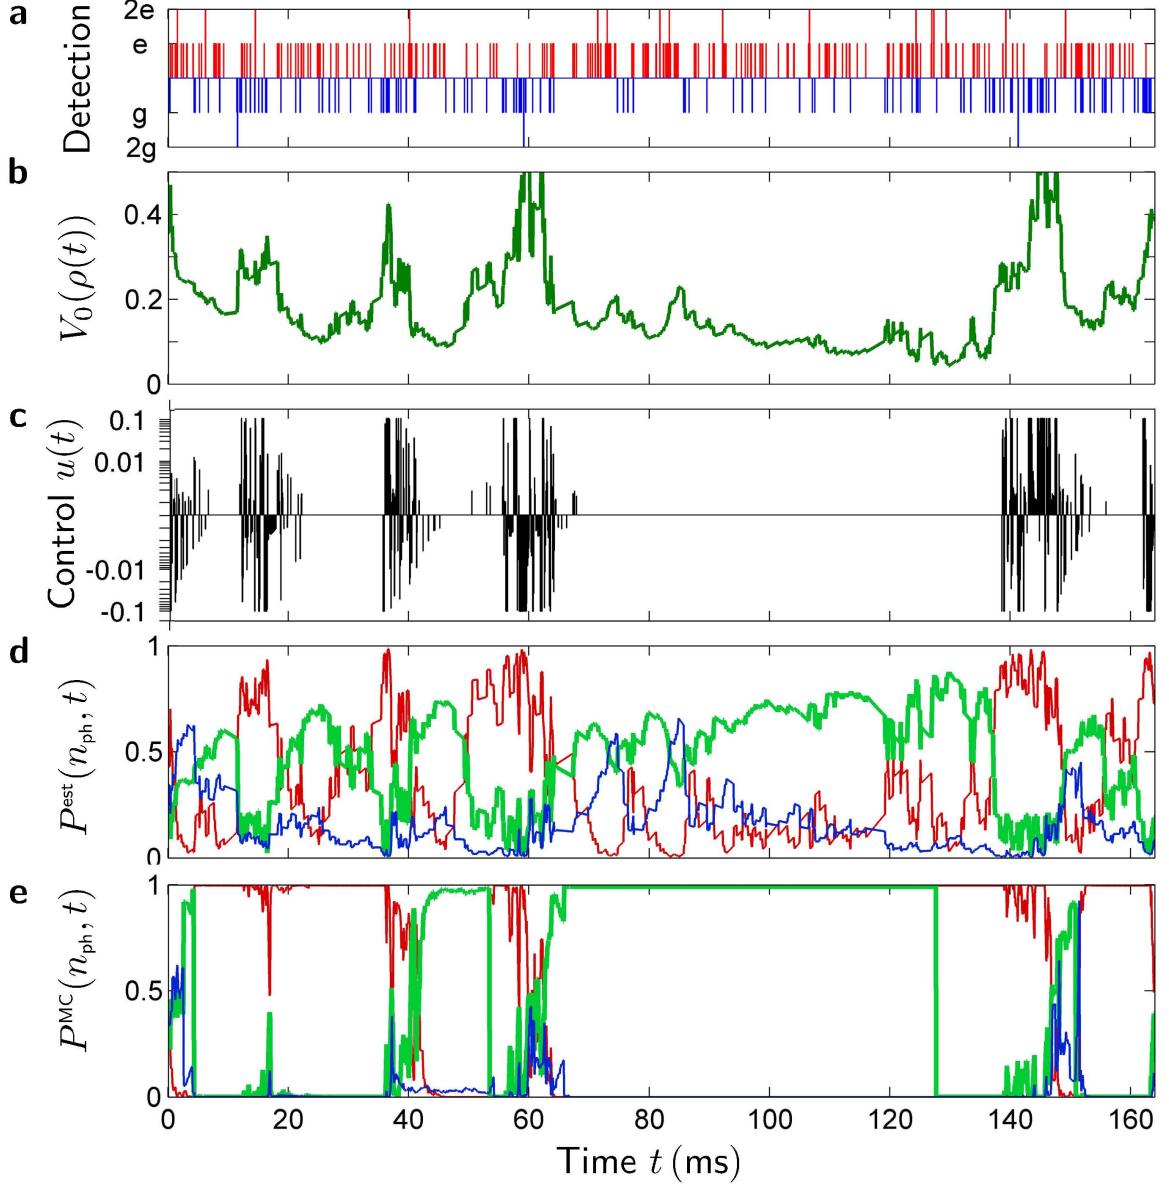 a
2e
e
g
2g
Detection
b
0.4
0.2
0
V₀(ρ(t))
c
0.1
0.01
-0.01
-0.1
Control u(t)
d
1
0.5
0
Pᵉˢᵗ(nₚₕ, t)
e
1
0.5
0
Pᴹᶜ(nₚₕ, t)
0 20 40 60 80 100 120 140 160
Time t (ms)